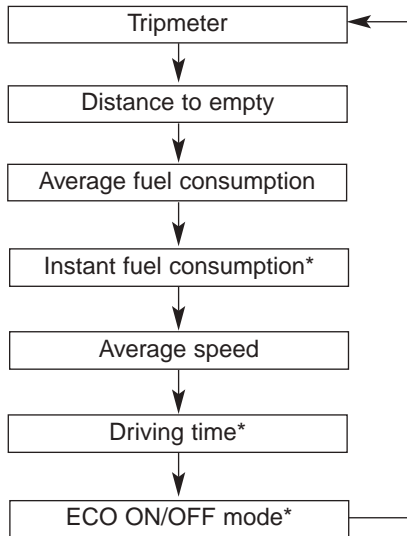 Tripmeter
Distance to empty
Average fuel consumption
Instant fuel consumption*
Average speed
Driving time*
ECO ON/OFF mode*